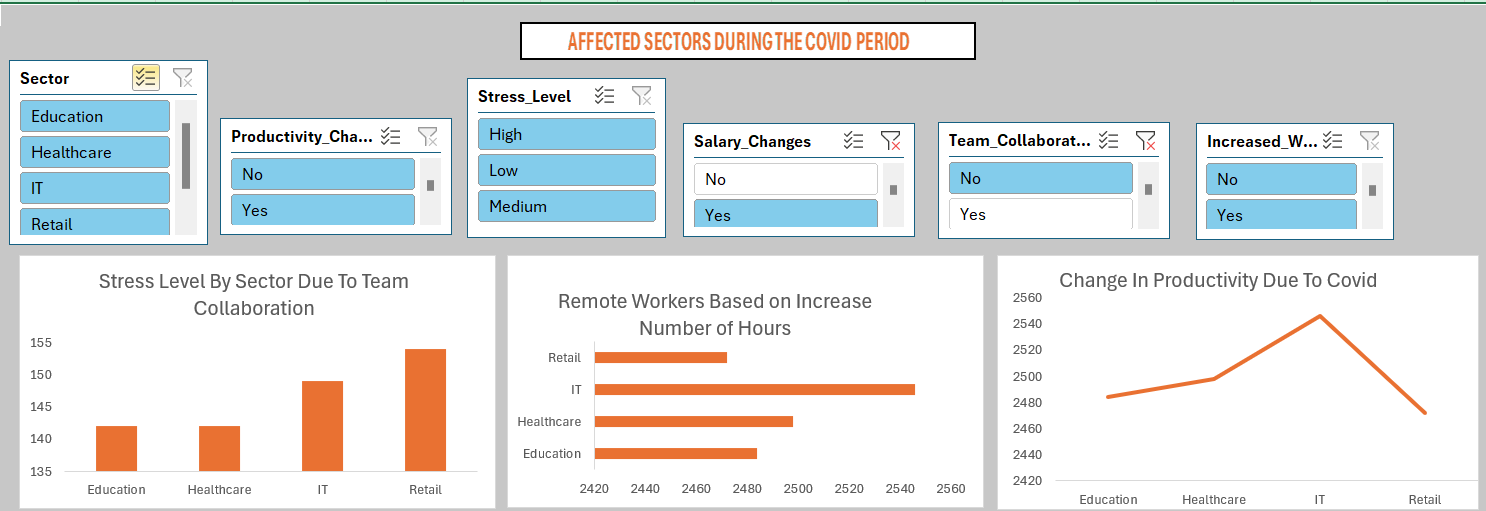 AFFECTED SECTORS DURING THE COVID PERIOD
Sector
Education
Healthcare
IT
Retail
Productivity_Cha...
No
Yes
Stress_Level
High
Low
Medium
Salary_Changes
No
Yes
Team_Collaborat...
No
Yes
Increased_W...
No
Yes
Stress Level By Sector Due To Team
Collaboration
155
150
145
140
135
Education Healthcare IT Retail
Remote Workers Based on Increase
Number of Hours
Retail
IT
Healthcare
Education
2420 2440 2460 2480 2500 2520 2540 2560
Change In Productivity Due To Covid
2560
2540
2520
2500
2480
2460
2440
2420
Education Healthcare IT Retail